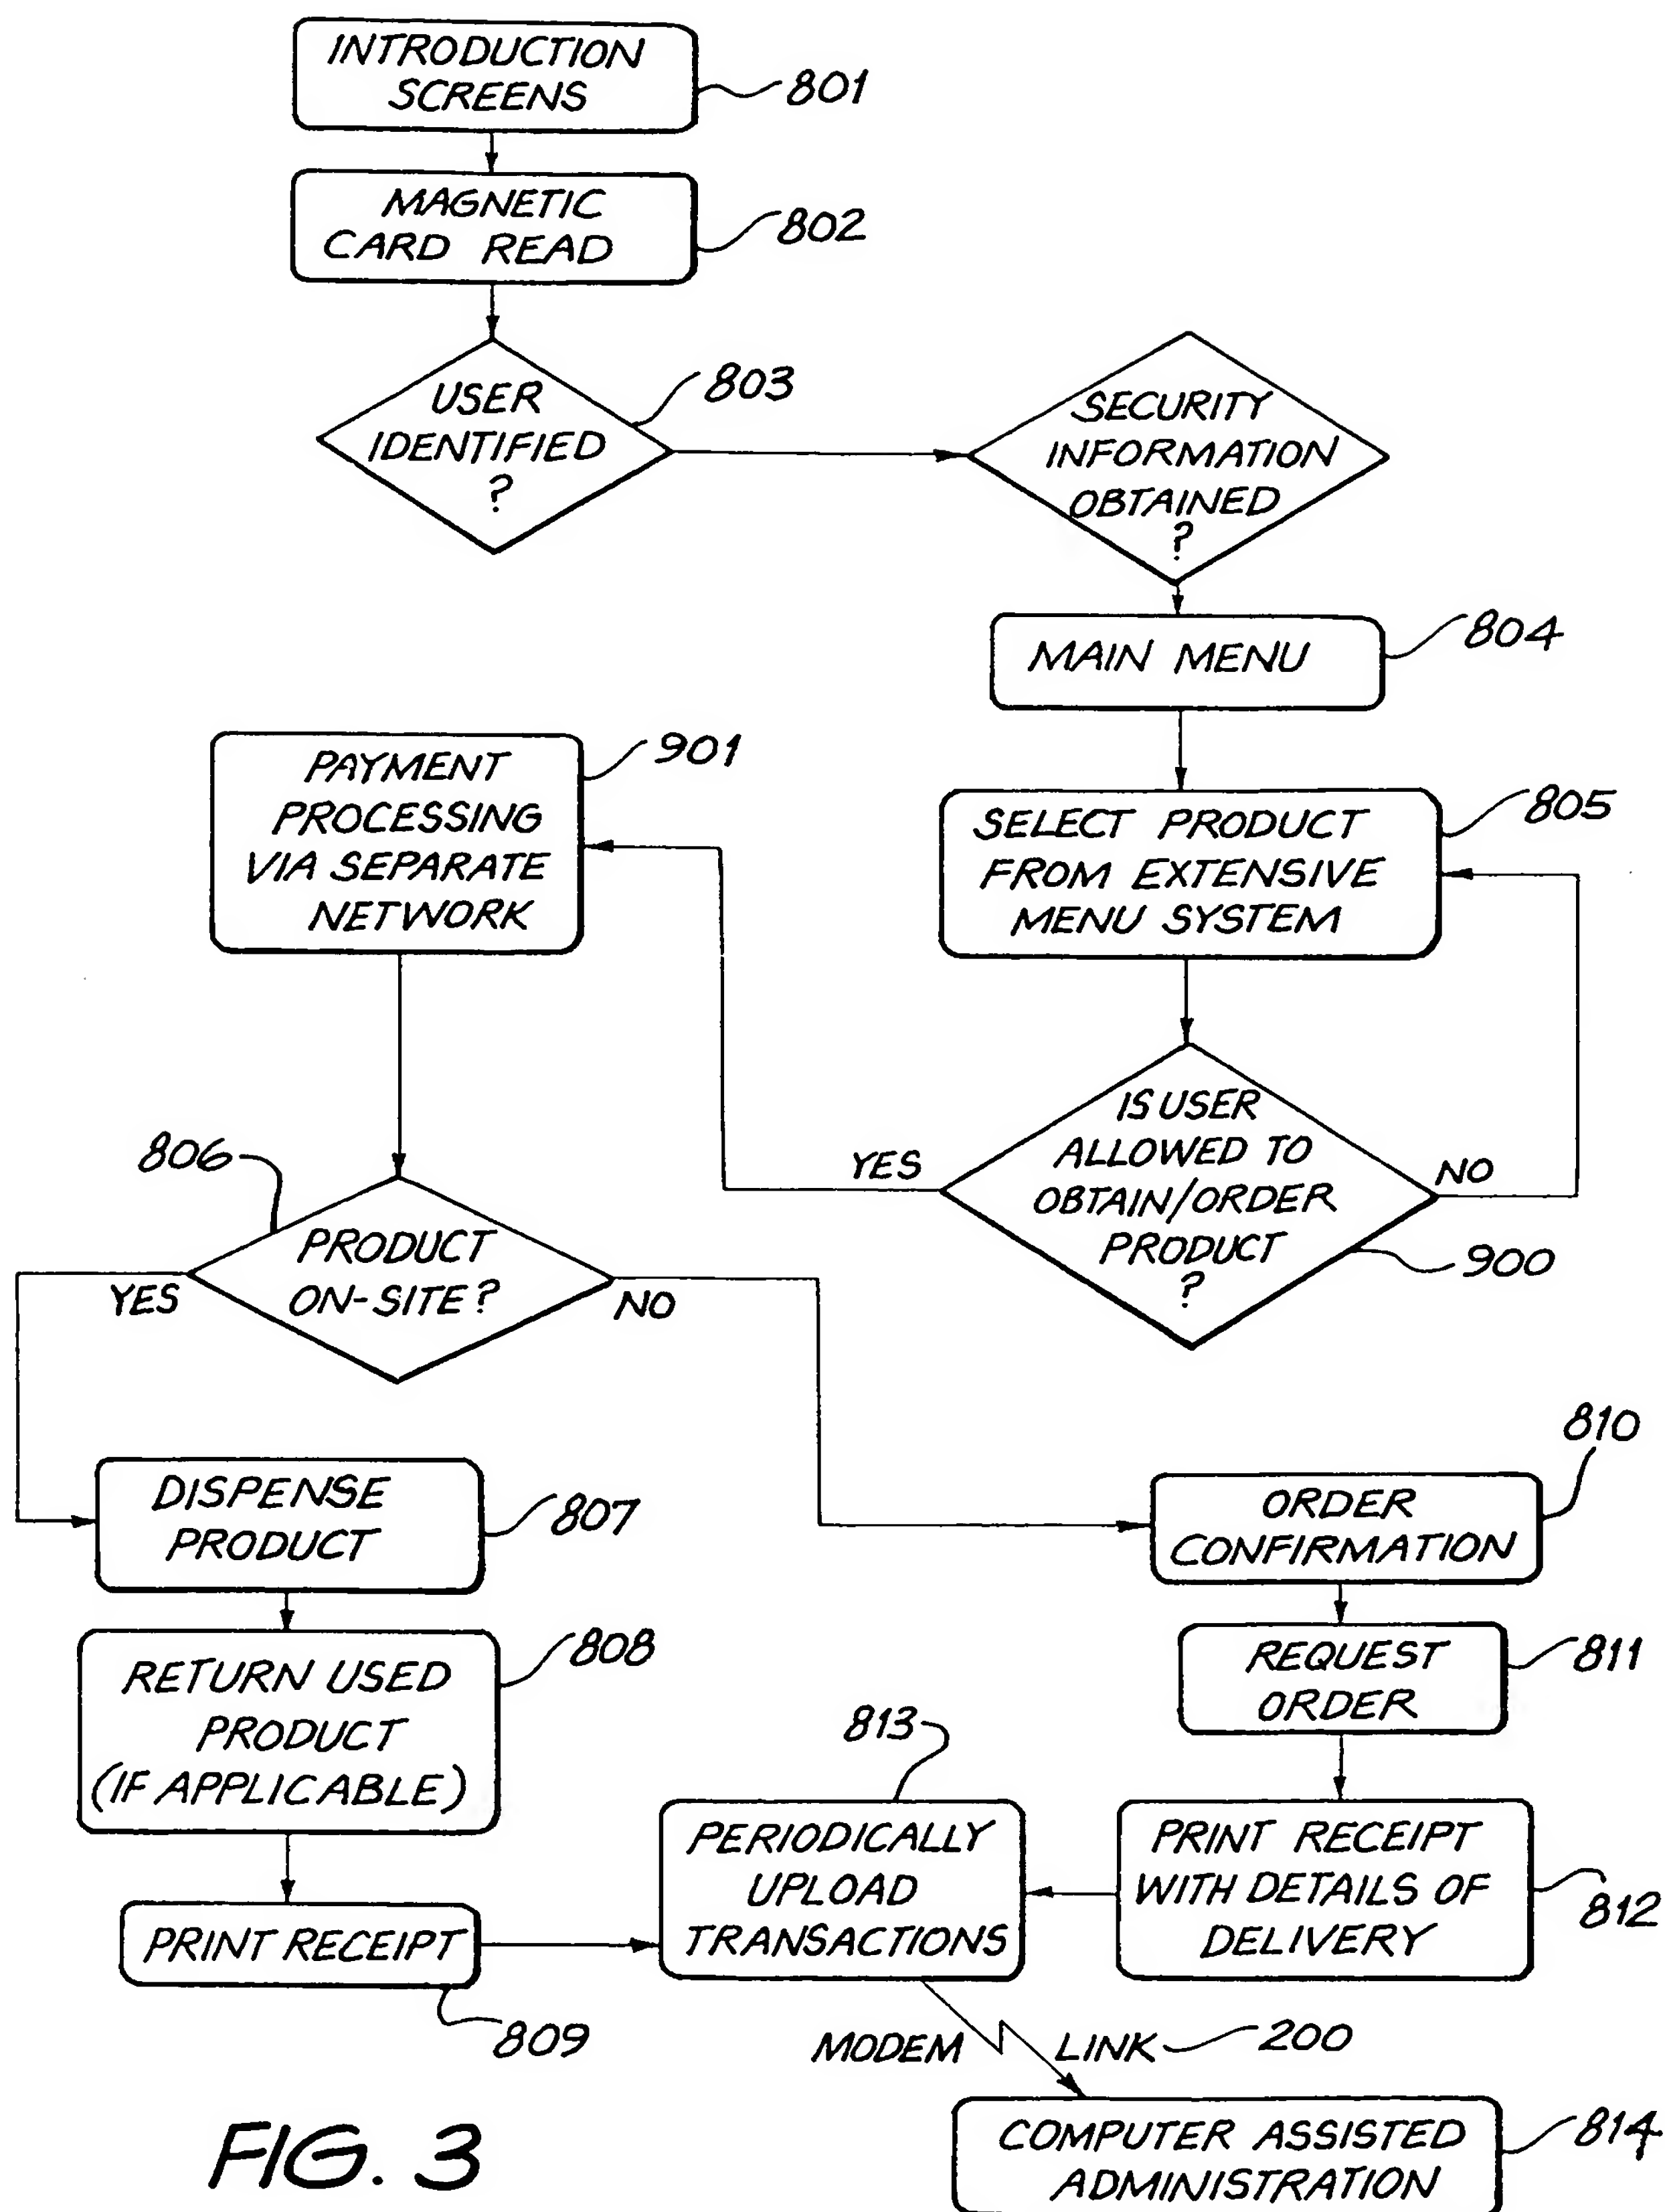 INTRODUCTION
SCREENS
801
MAGNETIC
CARD READ
802
USER
IDENTIFIED
?
803
SECURITY
INFORMATION
OBTAINED
?
MAIN MENU
804
SELECT PRODUCT
FROM EXTENSIVE
MENU SYSTEM
805
IS USER
ALLOWED TO
OBTAIN/ORDER
PRODUCT
?
YES
NO
900
PAYMENT
PROCESSING
VIA SEPARATE
NETWORK
901
806
PRODUCT
ON-SITE?
YES
NO
DISPENSE
PRODUCT
807
RETURN USED
PRODUCT
(IF APPLICABLE)
808
PRINT RECEIPT
809
810
ORDER
CONFIRMATION
REQUEST
ORDER
811
PRINT RECEIPT
WITH DETAILS OF
DELIVERY
812
813
PERIODICALLY
UPLOAD
TRANSACTIONS
MODEM LINK 200
COMPUTER ASSISTED
ADMINISTRATION
814
FIG. 3